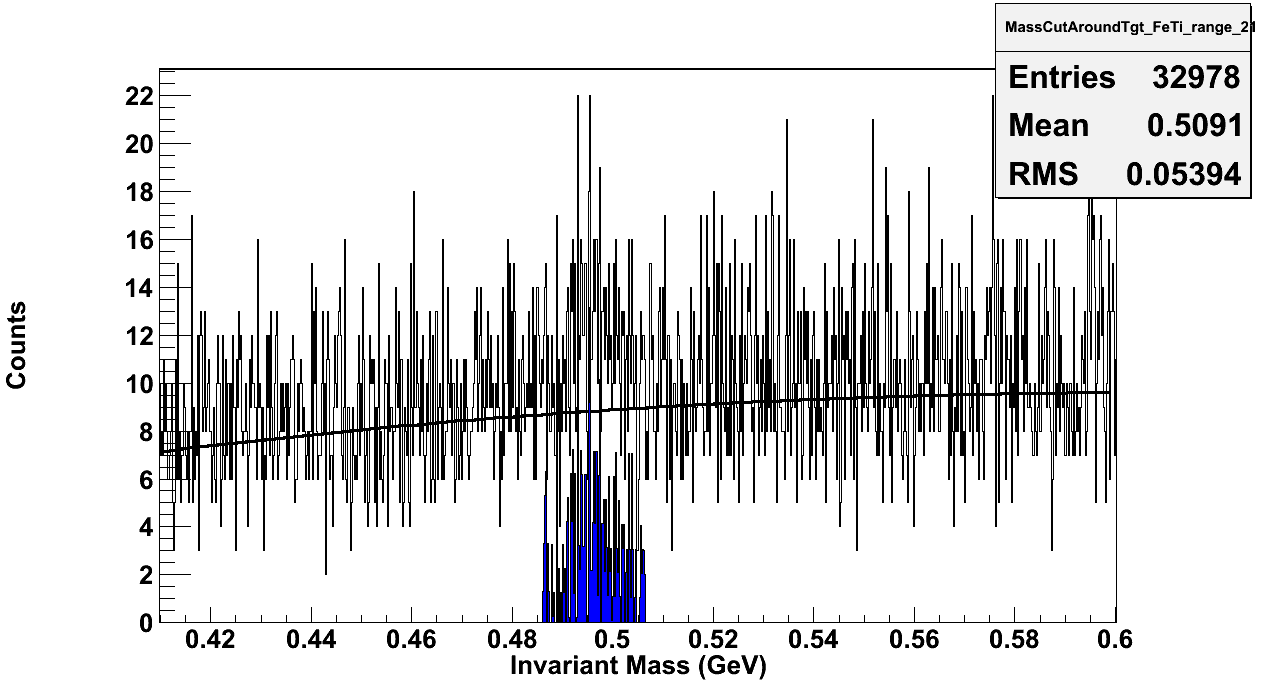 MassCutAroundTgt_FeTi_range_21
Entries 32978
Mean 0.5091
RMS 0.05394
Counts
22
20
18
16
14
12
10
8
6
4
2
0
0.42 0.44 0.46 0.48 0.5 0.52 0.54 0.56 0.58 0.6
Invariant Mass (GeV)